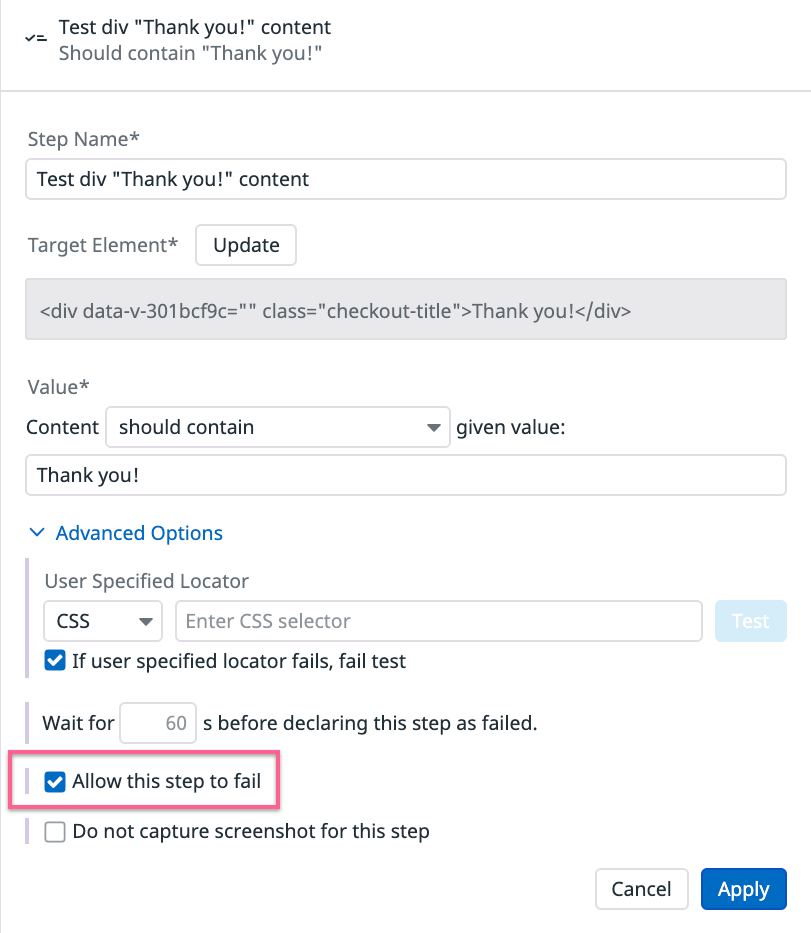 Test div "Thank you!" content
Should contain "Thank you!"
Step Name*
Test div "Thank you!" content
Target Element* Update
<div data-v-301bcf9c="" class="checkout-title">Thank you!</div>
Value*
Content should contain given value:
Thank you!
Advanced Options
User Specified Locator
CSS Enter CSS selector Test
If user specified locator fails, fail test
Wait for 60 s before declaring this step as failed.
Allow this step to fail
Do not capture screenshot for this step
Cancel Apply